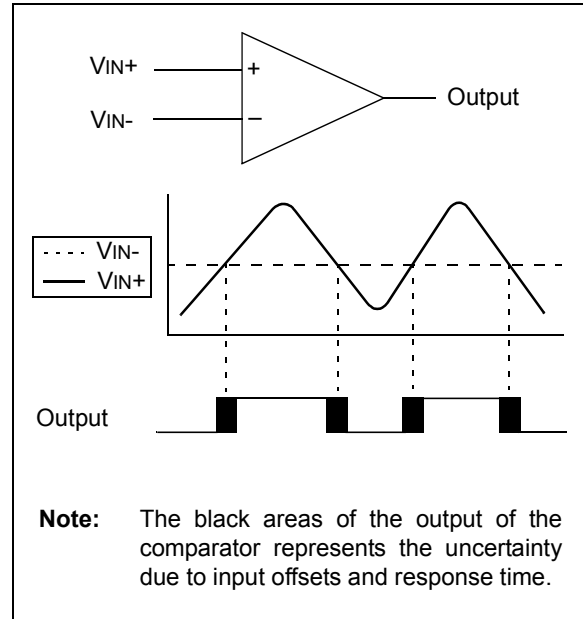 VIN+
+
Output
VIN-
–
VIN-
VIN+
Output
Note: The black areas of the output of the
comparator represents the uncertainty
due to input offsets and response time.